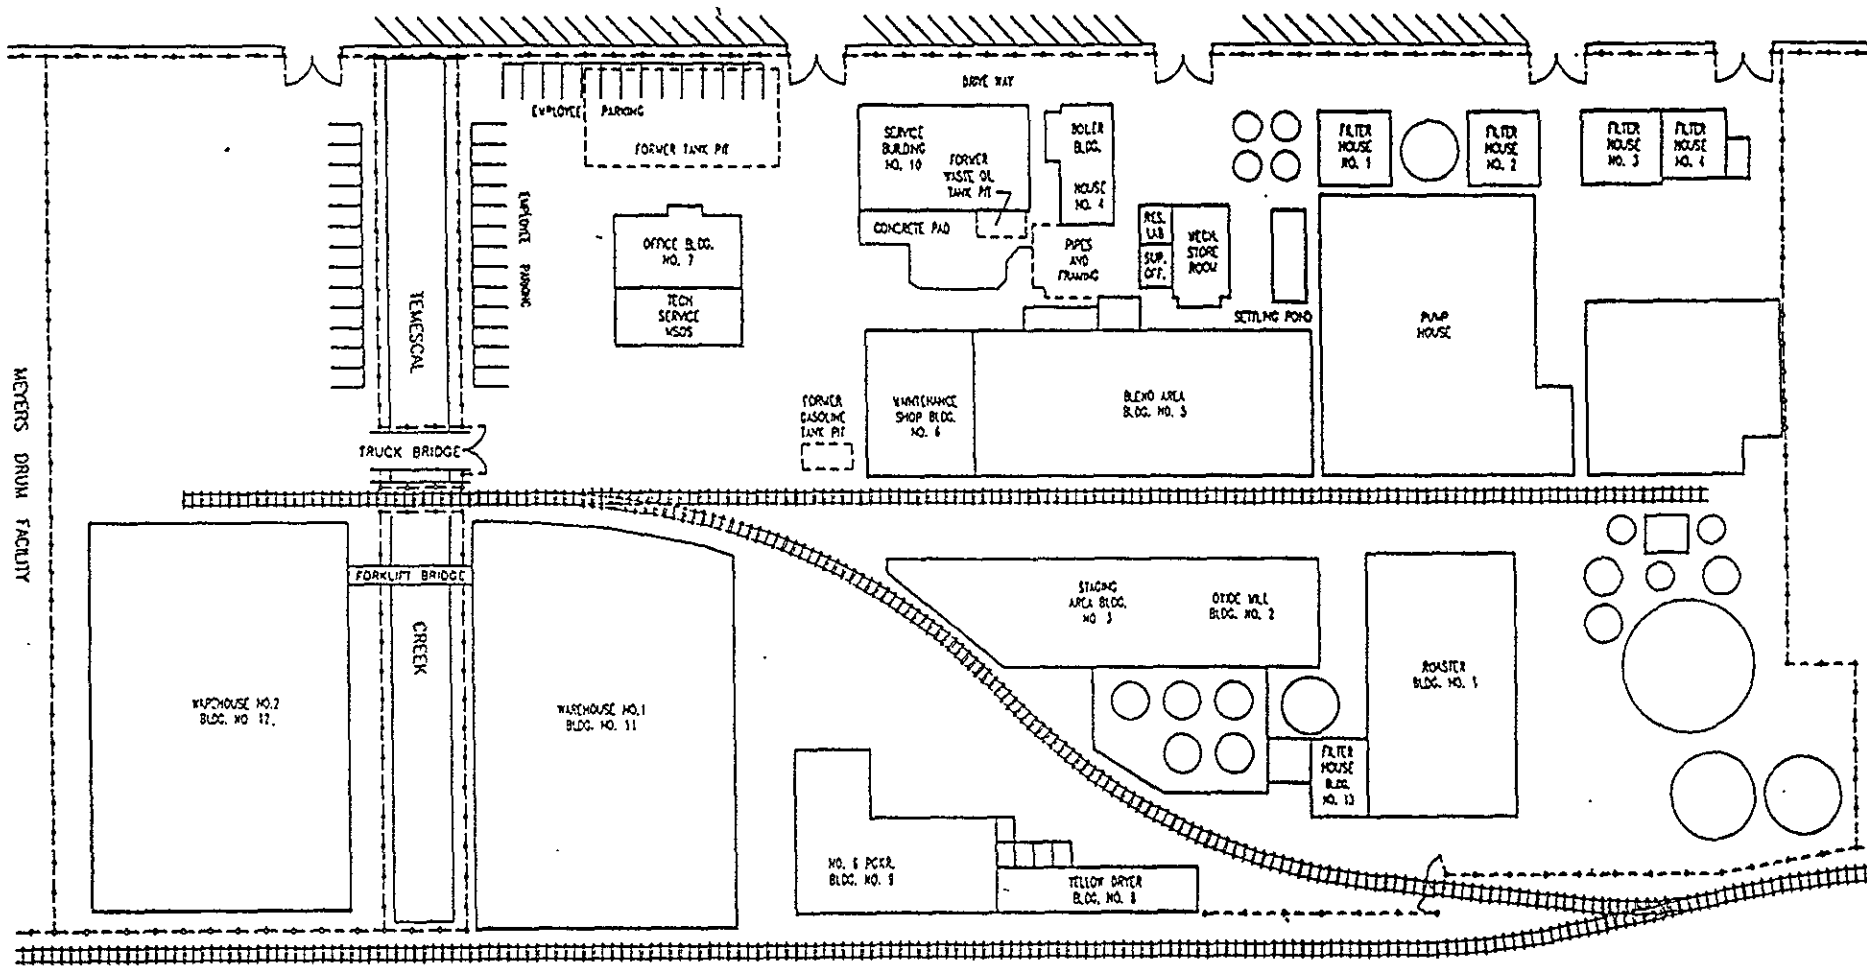 DRIVE WAY
EMPLOYEE PARKING
FORMER TANK PIT
SERVICE
BUILDING
NO. 10
FORMER
WASTE OIL
TANK PIT
BOILER
BLDG.
HOUSE
NO. 4
FILTER
HOUSE
NO. 1
FILTER
HOUSE
NO. 2
FILTER
HOUSE
NO. 3
FILTER
HOUSE
NO. 4
EMPLOYEE PARKING
OFFICE BLDG.
NO. 7
TECH
SERVICE
MSDS
CONCRETE PAD
PIPES
AND
FRAMING
RES.
LAB
SUP.
OFF.
MECH.
STORE
ROOM
SETTLING POND
PUMP
HOUSE
TEMESCAL
MEYERS DRUM FACILITY
FORMER
GASOLINE
TANK PIT
MAINTENANCE
SHOP BLDG.
NO. 6
BLEND AREA
BLDG. NO. 5
TRUCK BRIDGE
FORKLIFT BRIDGE
CREEK
STAGING
AREA BLDG.
NO 3
OXIDE MILL
BLDG. NO. 2
ROASTER
BLDG. NO. 1
WAREHOUSE NO.2
BLDG. NO 12
WAREHOUSE NO.1
BLDG. NO. 11
FILTER
HOUSE
BLDG.
NO. 13
NO. 6 PCKR.
BLDG. NO. 9
YELLOW DRYER
BLDG. NO. 8